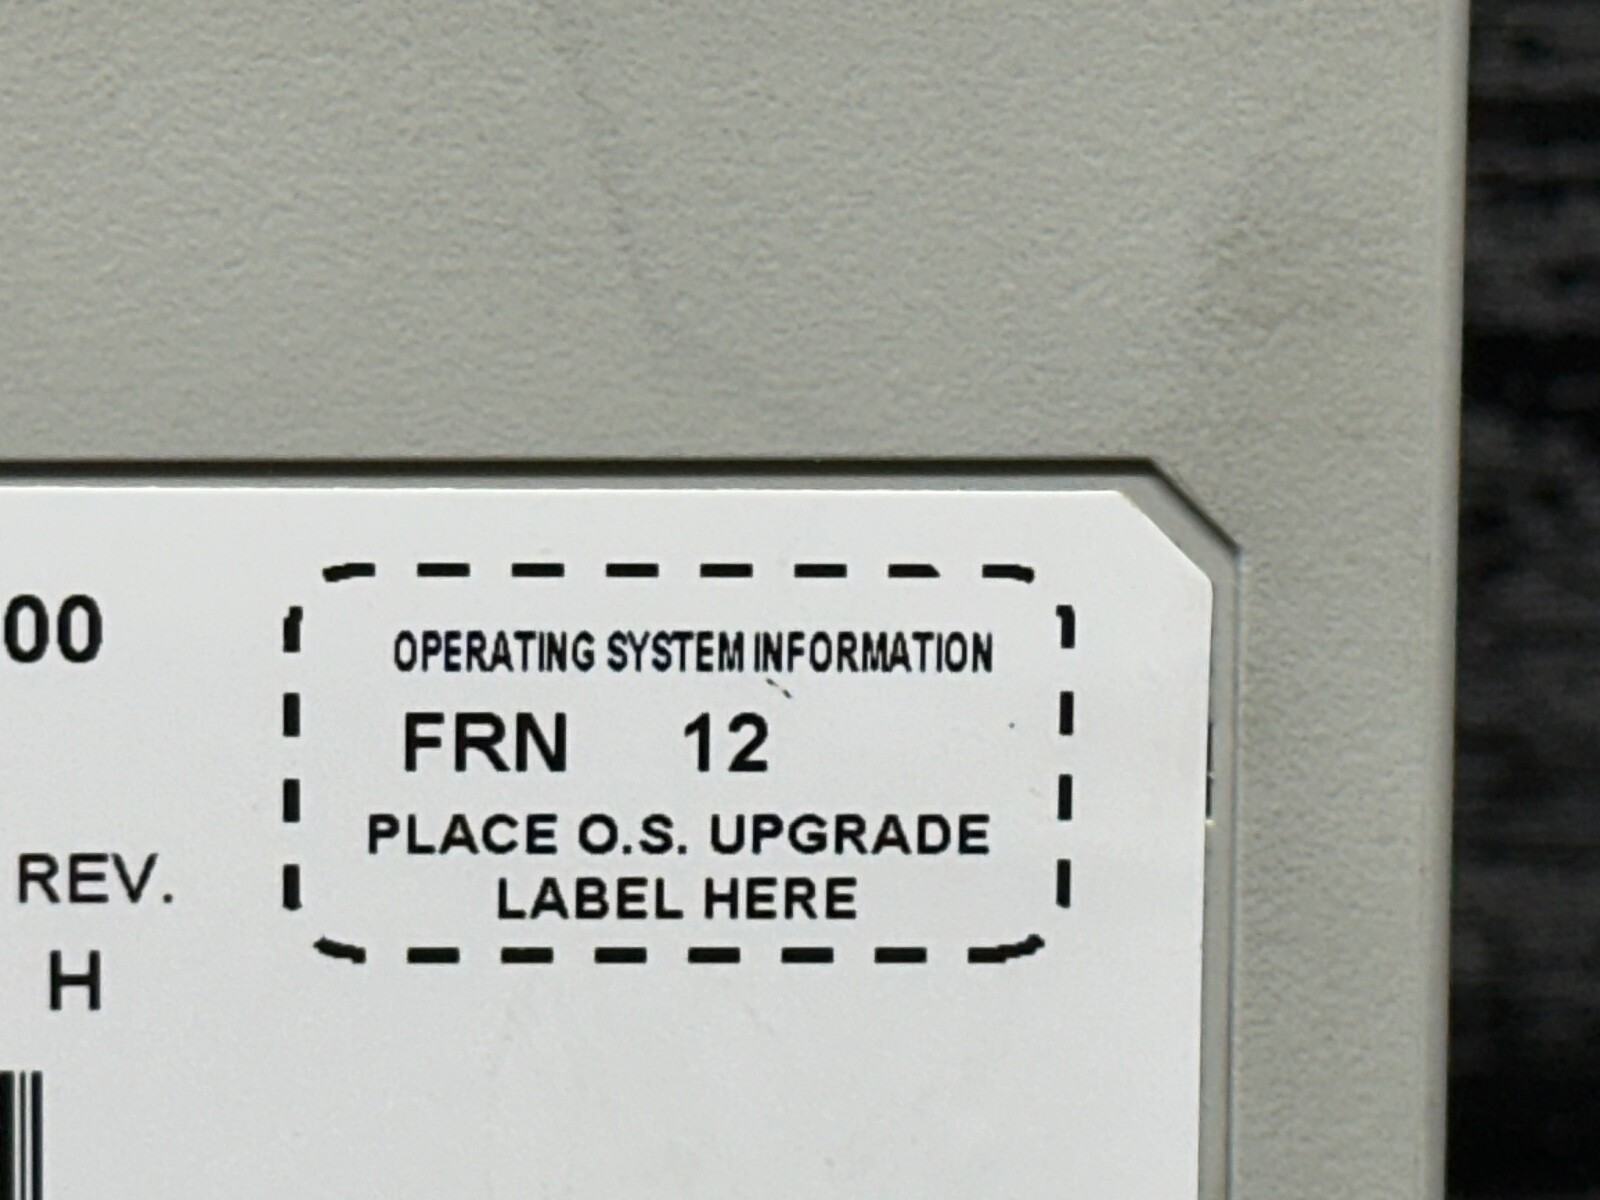 00
OPERATING SYSTEM INFORMATION
FRN 12
PLACE O.S. UPGRADE
LABEL HERE
REV.
H